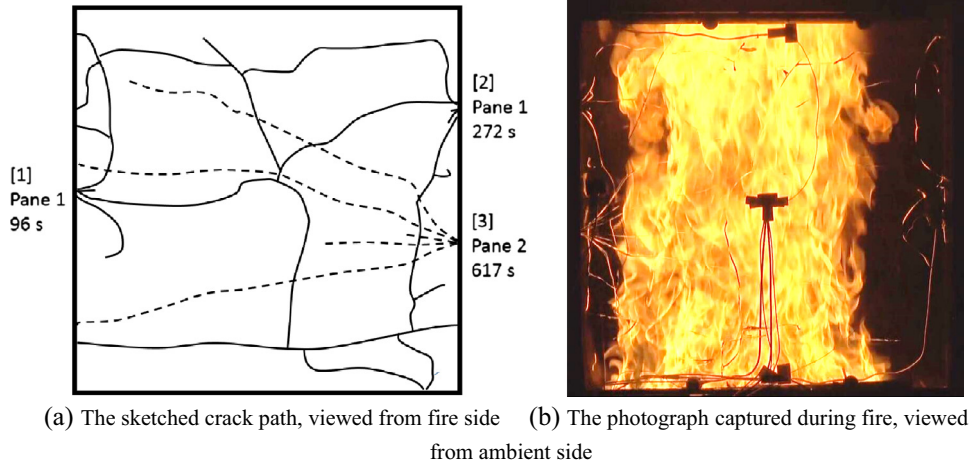 [1]
Pane 1
96 s
[2]
Pane 1
272 s
[3]
Pane 2
617 s
(a) The sketched crack path, viewed from fire side
(b) The photograph captured during fire, viewed
from ambient side